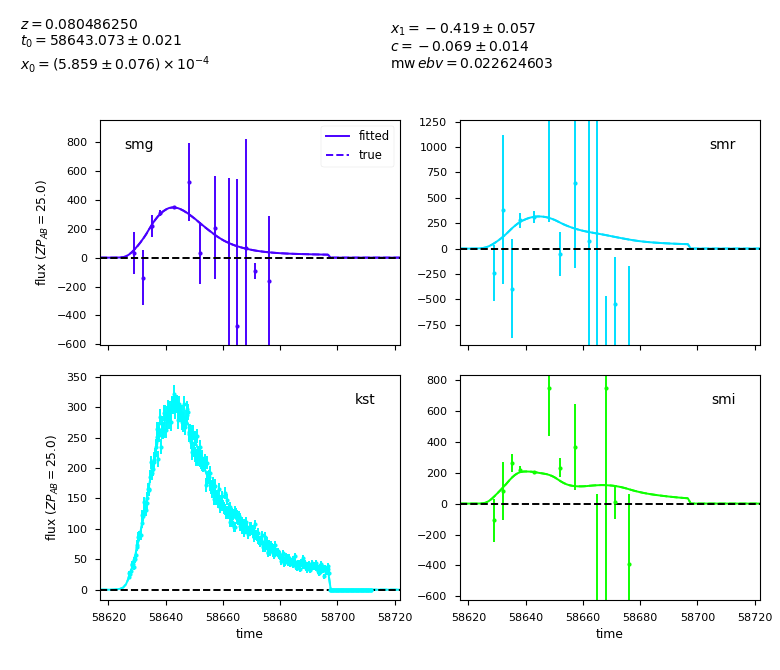 z = 0.080486250
t₀ = 58643.073 ± 0.021
x₀ = (5.859 ± 0.076) × 10⁻⁴
x₁ = −0.419 ± 0.057
c = −0.069 ± 0.014
mw ebv = 0.022624603
smg
fitted
true
flux (ZP_AB = 25.0)
800
600
400
200
0
−200
−400
−600
smr
1250
1000
750
500
250
0
−250
−500
−750
kst
flux (ZP_AB = 25.0)
350
300
250
200
150
100
50
0
58620 58640 58660 58680 58700 58720
time
smi
800
600
400
200
0
−200
−400
−600
58620 58640 58660 58680 58700 58720
time